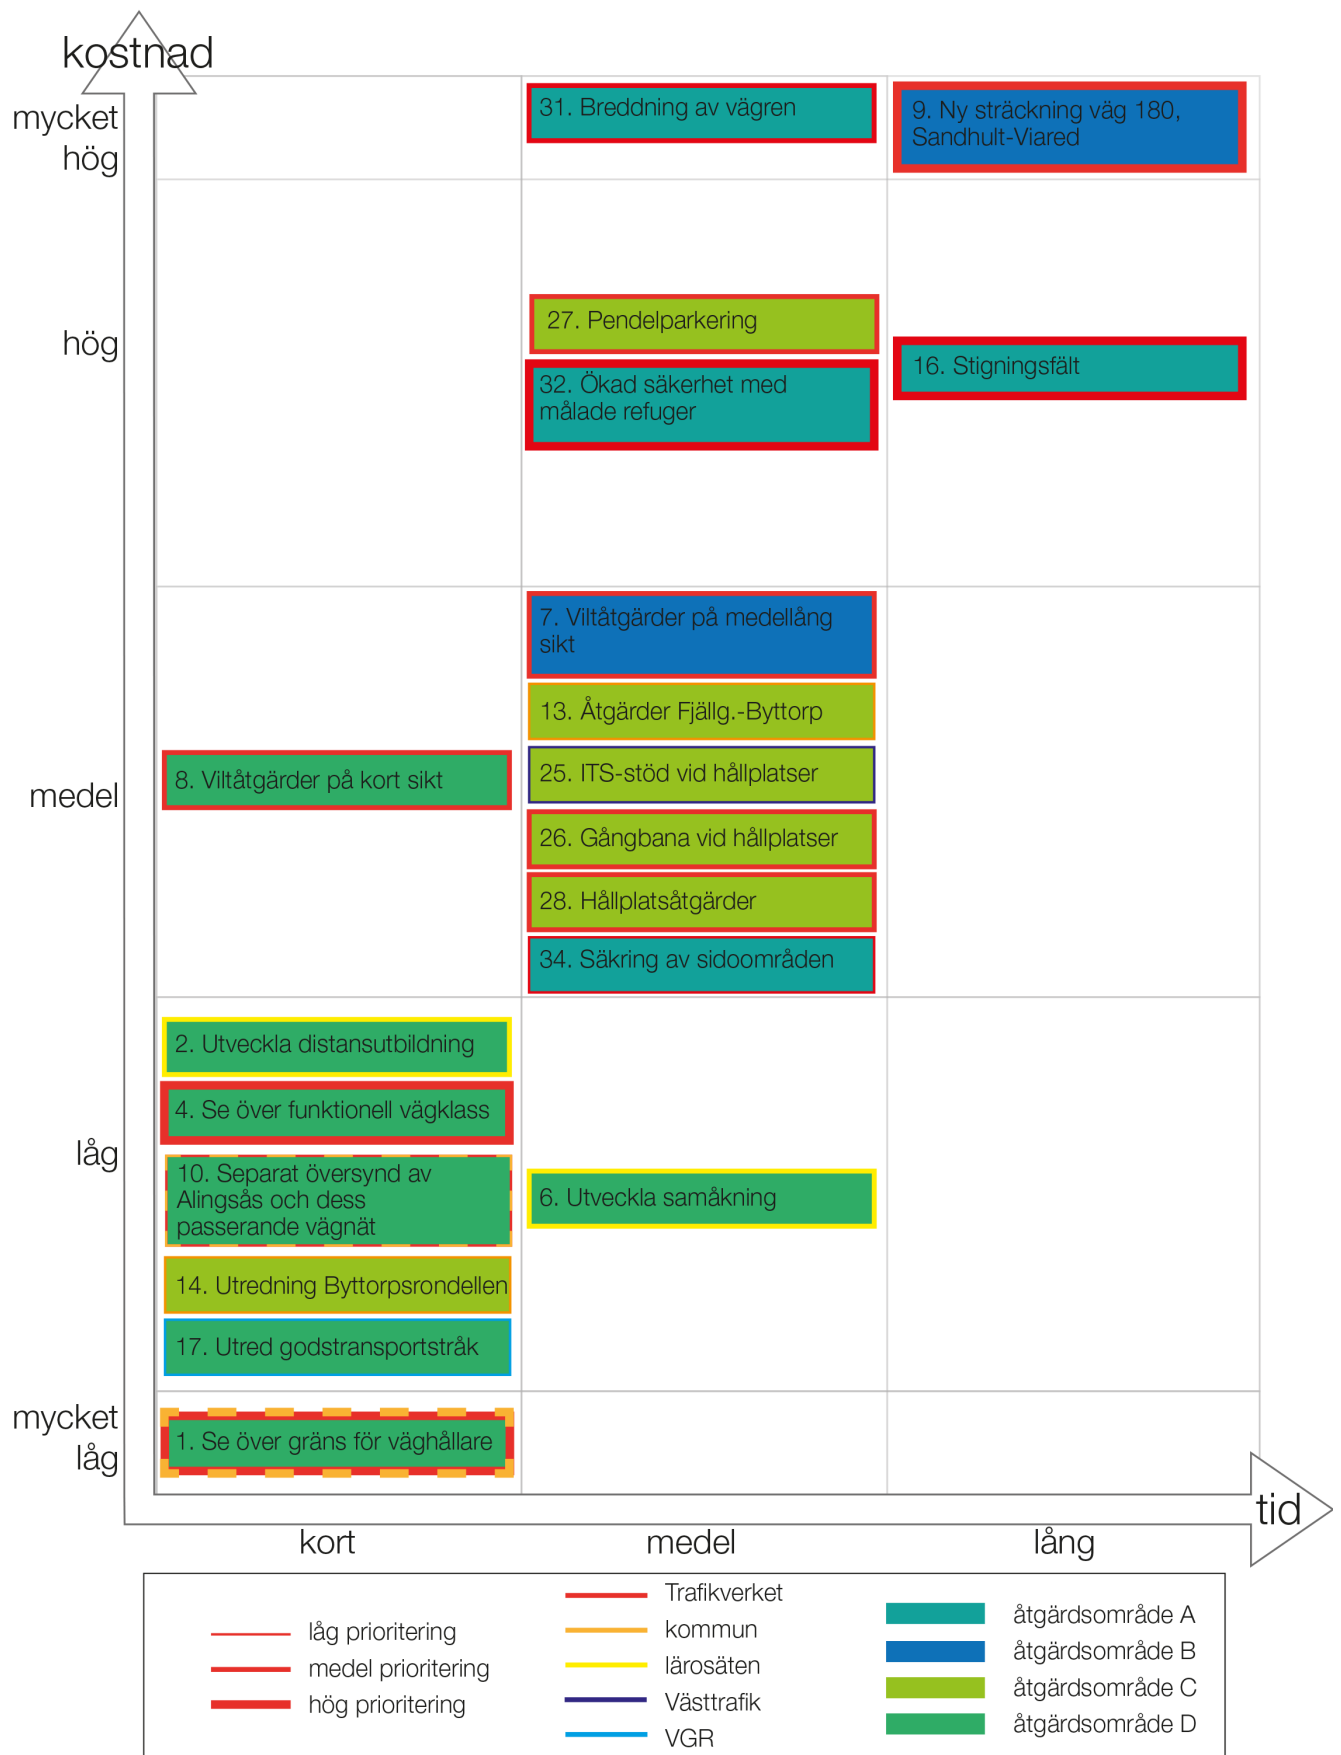 kostnad
mycket
hög
31. Breddning av vägren
9. Ny sträckning väg 180,
Sandhult-Viared
hög
27. Pendelparkering
32. Ökad säkerhet med
målade refuger
16. Stigningsfält
medel
7. Viltåtgärder på medellång
sikt
13. Åtgärder Fjällg.-Byttorp
8. Viltåtgärder på kort sikt
25. ITS-stöd vid hållplatser
26. Gångbana vid hållplatser
28. Hållplatsåtgärder
34. Säkring av sidoområden
låg
2. Utveckla distansutbildning
4. Se över funktionell vägklass
10. Separat översynd av
Alingsås och dess
passerande vägnät
6. Utveckla samåkning
14. Utredning Byttorpsrondellen
17. Utred godstransportstråk
mycket
låg
1. Se över gräns för väghållare
tid
kort
medel
lång
låg prioritering
medel prioritering
hög prioritering
Trafikverket
kommun
lärosäten
Västtrafik
VGR
åtgärdsområde A
åtgärdsområde B
åtgärdsområde C
åtgärdsområde D